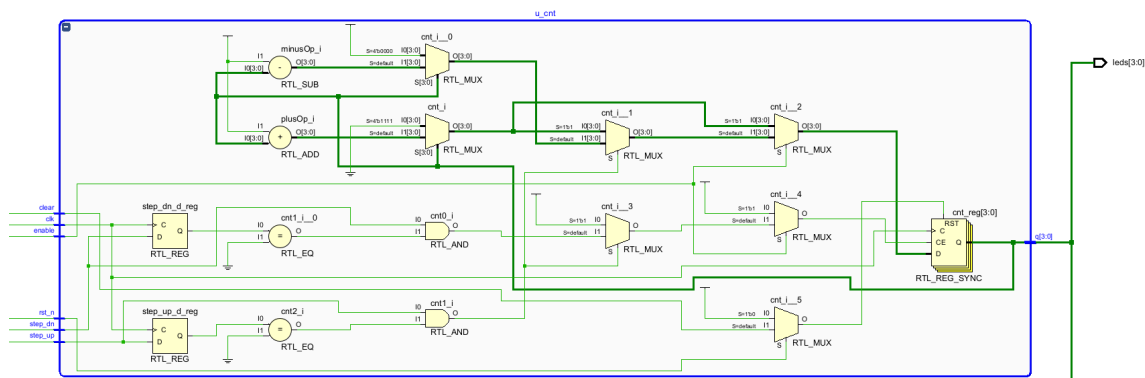 u_cnt
minusOp_i
I1
I0[3:0]
-
O[3:0]
RTL_SUB
cnt_i__0
S=4'b0000
I0[3:0]
S=default
I1[3:0]
S[3:0]
O[3:0]
RTL_MUX
leds[3:0]
plusOp_i
I1
I0[3:0]
+
O[3:0]
RTL_ADD
cnt_i
S=4'b1111
I0[3:0]
S=default
I1[3:0]
S[3:0]
O[3:0]
RTL_MUX
cnt_i__1
S=1'b1
I0[3:0]
S=default
I1[3:0]
S
O[3:0]
RTL_MUX
cnt_i__2
S=1'b1
I0[3:0]
S=default
I1[3:0]
S
O[3:0]
RTL_MUX
clear
clk
enable
step_dn_d_reg
C
D
Q
RTL_REG
cnt1_i__0
I0
I1
=
O
RTL_EQ
cnt0_i
I0
I1
O
RTL_AND
cnt_i__3
S=1'b1
I0
S=default
I1
S
O
RTL_MUX
cnt_i__4
S=1'b1
I0
S=default
I1
S
O
RTL_MUX
cnt_reg[3:0]
RST
C
CE
D
Q
RTL_REG_SYNC
q[3:0]
rst_n
step_dn
step_up
step_up_d_reg
C
D
Q
RTL_REG
cnt2_i
I0
I1
=
O
RTL_EQ
cnt1_i
I0
I1
O
RTL_AND
cnt_i__5
S=1'b0
I0
S=default
I1
S
O
RTL_MUX